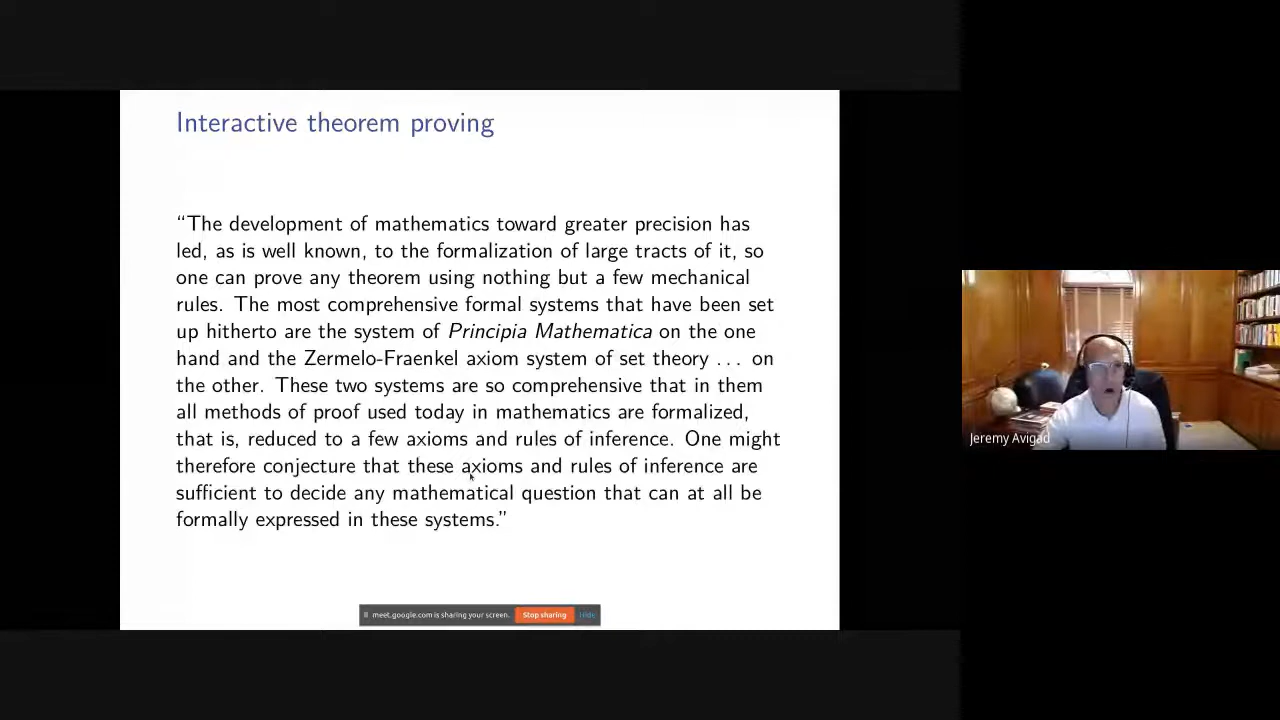 Interactive theorem proving
“The development of mathematics toward greater precision has
led, as is well known, to the formalization of large tracts of it, so
one can prove any theorem using nothing but a few mechanical
rules. The most comprehensive formal systems that have been set
up hitherto are the system of Principia Mathematica on the one
hand and the Zermelo-Fraenkel axiom system of set theory . . . on
the other. These two systems are so comprehensive that in them
all methods of proof used today in mathematics are formalized,
that is, reduced to a few axioms and rules of inference. One might
therefore conjecture that these axioms and rules of inference are
sufficient to decide any mathematical question that can at all be
formally expressed in these systems.”
meet.google.com is sharing your screen. Stop sharing Hide
Jeremy Avigad